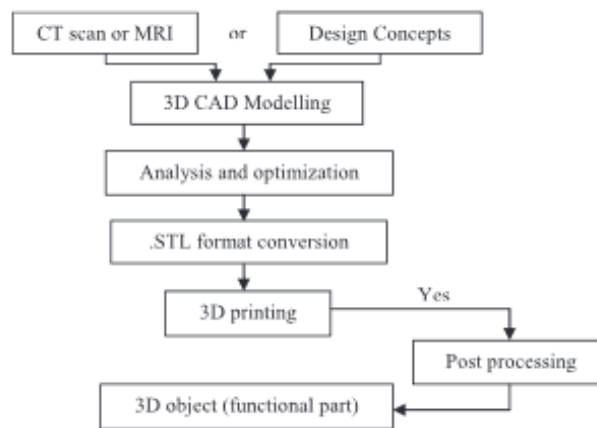 CT scan or MRI
or
Design Concepts
3D CAD Modelling
Analysis and optimization
.STL format conversion
3D printing
Yes
Post processing
3D object (functional part)